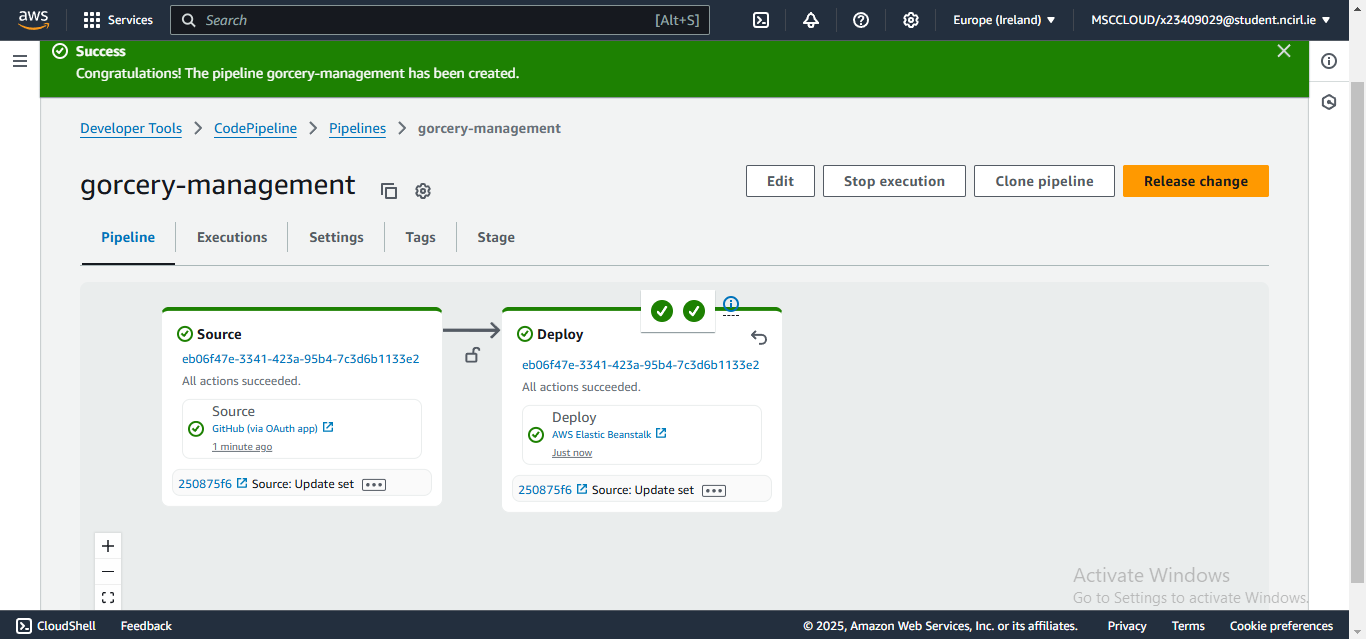 aws
Services
Search
[Alt+S]
Europe (Ireland)
MSCCLOUD/x23409029@student.ncirl.ie
Success
Congratulations! The pipeline gorcery-management has been created.
Developer Tools
CodePipeline
Pipelines
gorcery-management
gorcery-management
Edit
Stop execution
Clone pipeline
Release change
Pipeline
Executions
Settings
Tags
Stage
Source
eb06f47e-3341-423a-95b4-7c3d6b1133e2
All actions succeeded.
Source
GitHub (via OAuth app)
1 minute ago
250875f6 Source: Update set
Deploy
eb06f47e-3341-423a-95b4-7c3d6b1133e2
All actions succeeded.
Deploy
AWS Elastic Beanstalk
Just now
250875f6 Source: Update set
Activate Windows
Go to Settings to activate Windows.
CloudShell
Feedback
© 2025, Amazon Web Services, Inc. or its affiliates.
Privacy
Terms
Cookie preferences